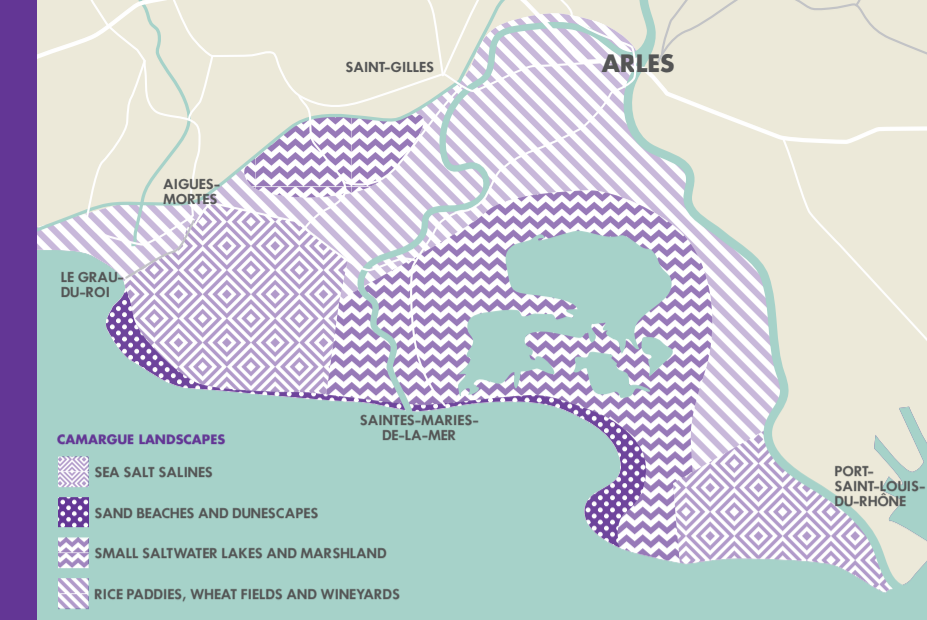 ARLES
SAINT-GILLES
AIGUES-
MORTES
LE GRAU-
DU-ROI
SAINTES-MARIES-
DE-LA-MER
PORT-
SAINT-LOUIS-
DU-RHÔNE
CAMARGUE LANDSCAPES
SEA SALT SALINES
SAND BEACHES AND DUNESCAPES
SMALL SALTWATER LAKES AND MARSHLAND
RICE PADDIES, WHEAT FIELDS AND WINEYARDS